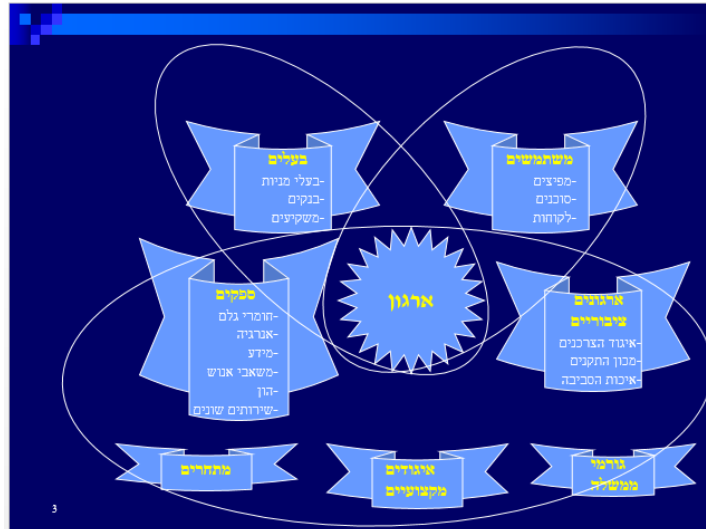 משתמשים
-מפיצים
-סוכנים
-לקוחות
בעלים
-בעלי מניות
-בנקים
-משקיעים
ארגונים
ציבוריים
-איגוד הצרכנים
-מכון התקנים
-איכות הסביבה
ארגון
ספקים
-חומרי גלם
-אנרגיה
-מידע
-משאבי אנוש
-הון
-שירותים שונים
גורמי
ממשלה
איגודים
מקצועיים
מתחרים
3